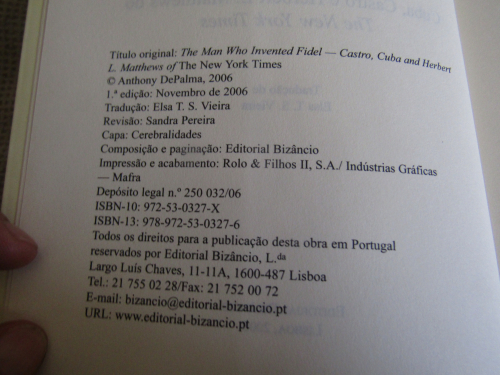 Título original: The Man Who Invented Fidel — Castro, Cuba and Herbert
L. Matthews of The New York Times
© Anthony DePalma, 2006
1.ª edição: Novembro de 2006
Tradução: Elsa T. S. Vieira
Revisão: Sandra Pereira
Capa: Cerebralidades
Composição e paginação: Editorial Bizâncio
Impressão e acabamento: Rolo & Filhos II, S.A./ Indústrias Gráficas
— Mafra
Depósito legal n.º 250 032/06
ISBN-10: 972-53-0327-X
ISBN-13: 978-972-53-0327-6
Todos os direitos para a publicação desta obra em Portugal
reservados por Editorial Bizâncio, L.da
Largo Luís Chaves, 11-11A, 1600-487 Lisboa
Tel.: 21 755 02 28/Fax: 21 752 00 72
E-mail: bizancio@editorial-bizancio.pt
URL: www.editorial-bizancio.pt